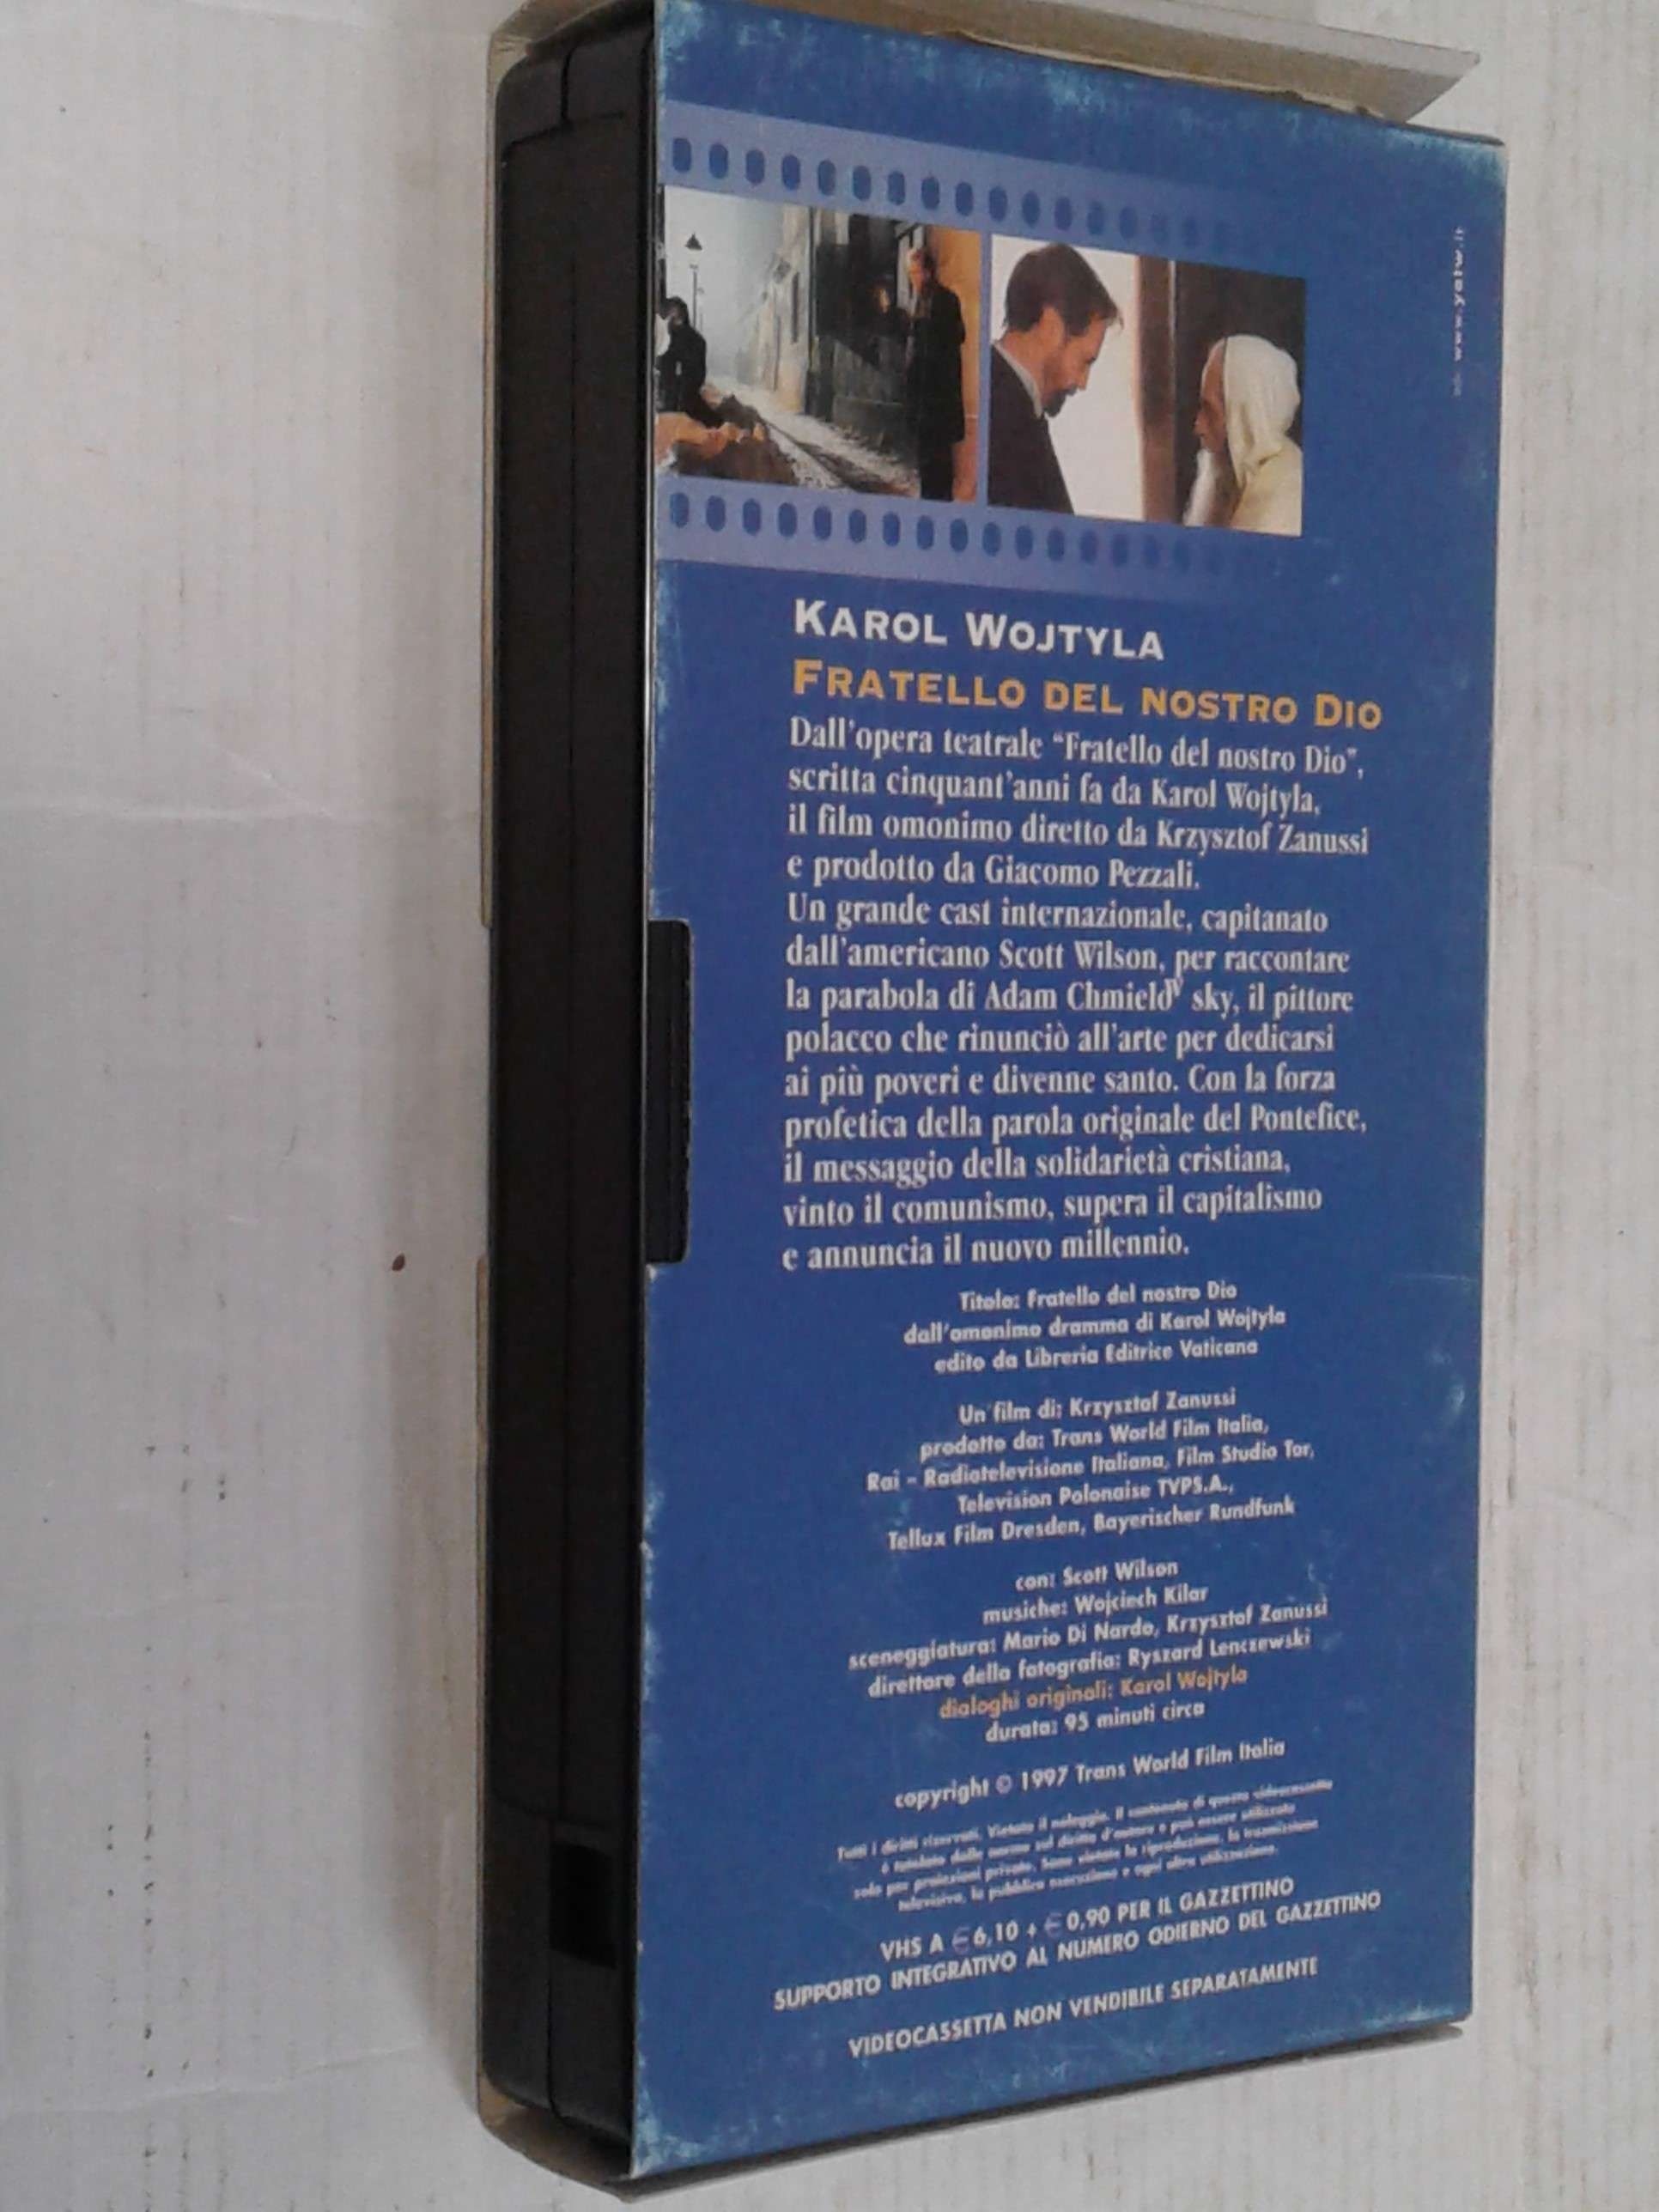 www.yatw.it
KAROL WOJTYLA
FRATELLO DEL NOSTRO DIO
Dall'opera teatrale "Fratello del nostro Dio",
scritta cinquant'anni fa da Karol Wojtyla,
il film omonimo diretto da Krzysztof Zanussi
e prodotto da Giacomo Pezzali.
Un grande cast internazionale, capitanato
dall'americano Scott Wilson, per raccontare
la parabola di Adam Chmielowsky, il pittore
polacco che rinunciò all'arte per dedicarsi
ai più poveri e divenne santo. Con la forza
profetica della parola originale del Pontefice,
il messaggio della solidarietà cristiana,
vinto il comunismo, supera il capitalismo
e annuncia il nuovo millennio.
Titolo: Fratello del nostro Dio
dall'omonimo dramma di Karol Wojtyla
edito da Libreria Editrice Vaticana
Un film di: Krzysztof Zanussi
prodotto da: Trans World Film Italia,
Rai - Radiotelevisione Italiana, Film Studio Tor,
Television Polonaise TVPS.A.,
Tellux Film Dresden, Bayerischer Rundfunk
con: Scott Wilson
musiche: Wojciech Kilar
sceneggiatura: Mario Di Nardo, Krzysztof Zanussi
direttore della fotografia: Ryszard Lenczewski
dialoghi originali: Karol Wojtyla
durata: 95 minuti circa
copyright © 1997 Trans World Film Italia
Tutti i diritti riservati. Vietato il noleggio. Il contenuto di questa videocassetta
è tutelato dalle norme sul diritto d'autore e può essere utilizzato
solo per proiezioni private. Sono vietate la riproduzione, la trasmissione
televisiva, la pubblica esecuzione e ogni altra utilizzazione.
VHS A € 6,10 + € 0,90 PER IL GAZZETTINO
SUPPORTO INTEGRATIVO AL NUMERO ODIERNO DEL GAZZETTINO
VIDEOCASSETTA NON VENDIBILE SEPARATAMENTE